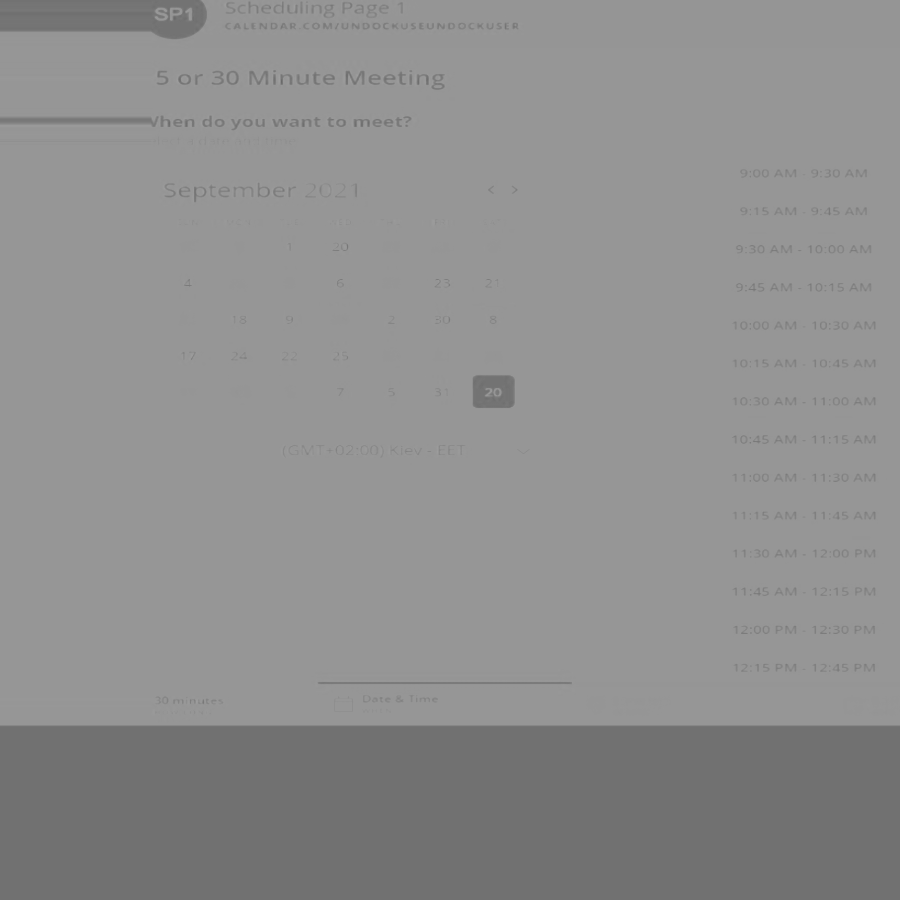 SP1
Scheduling Page 1
CALENDAR.COM/UNDOCKUSEUNDOCKUSER
5 or 30 Minute Meeting
When do you want to meet?
September 2021
< >
1 20
4 6 23 21
18 9 2 30 8
17 24 22 25
7 5 31 20
(GMT+02:00) Kiev - EET
9:00 AM - 9:30 AM
9:15 AM - 9:45 AM
9:30 AM - 10:00 AM
9:45 AM - 10:15 AM
10:00 AM - 10:30 AM
10:15 AM - 10:45 AM
10:30 AM - 11:00 AM
10:45 AM - 11:15 AM
11:00 AM - 11:30 AM
11:15 AM - 11:45 AM
11:30 AM - 12:00 PM
11:45 AM - 12:15 PM
12:00 PM - 12:30 PM
12:15 PM - 12:45 PM
30 minutes
Date & Time